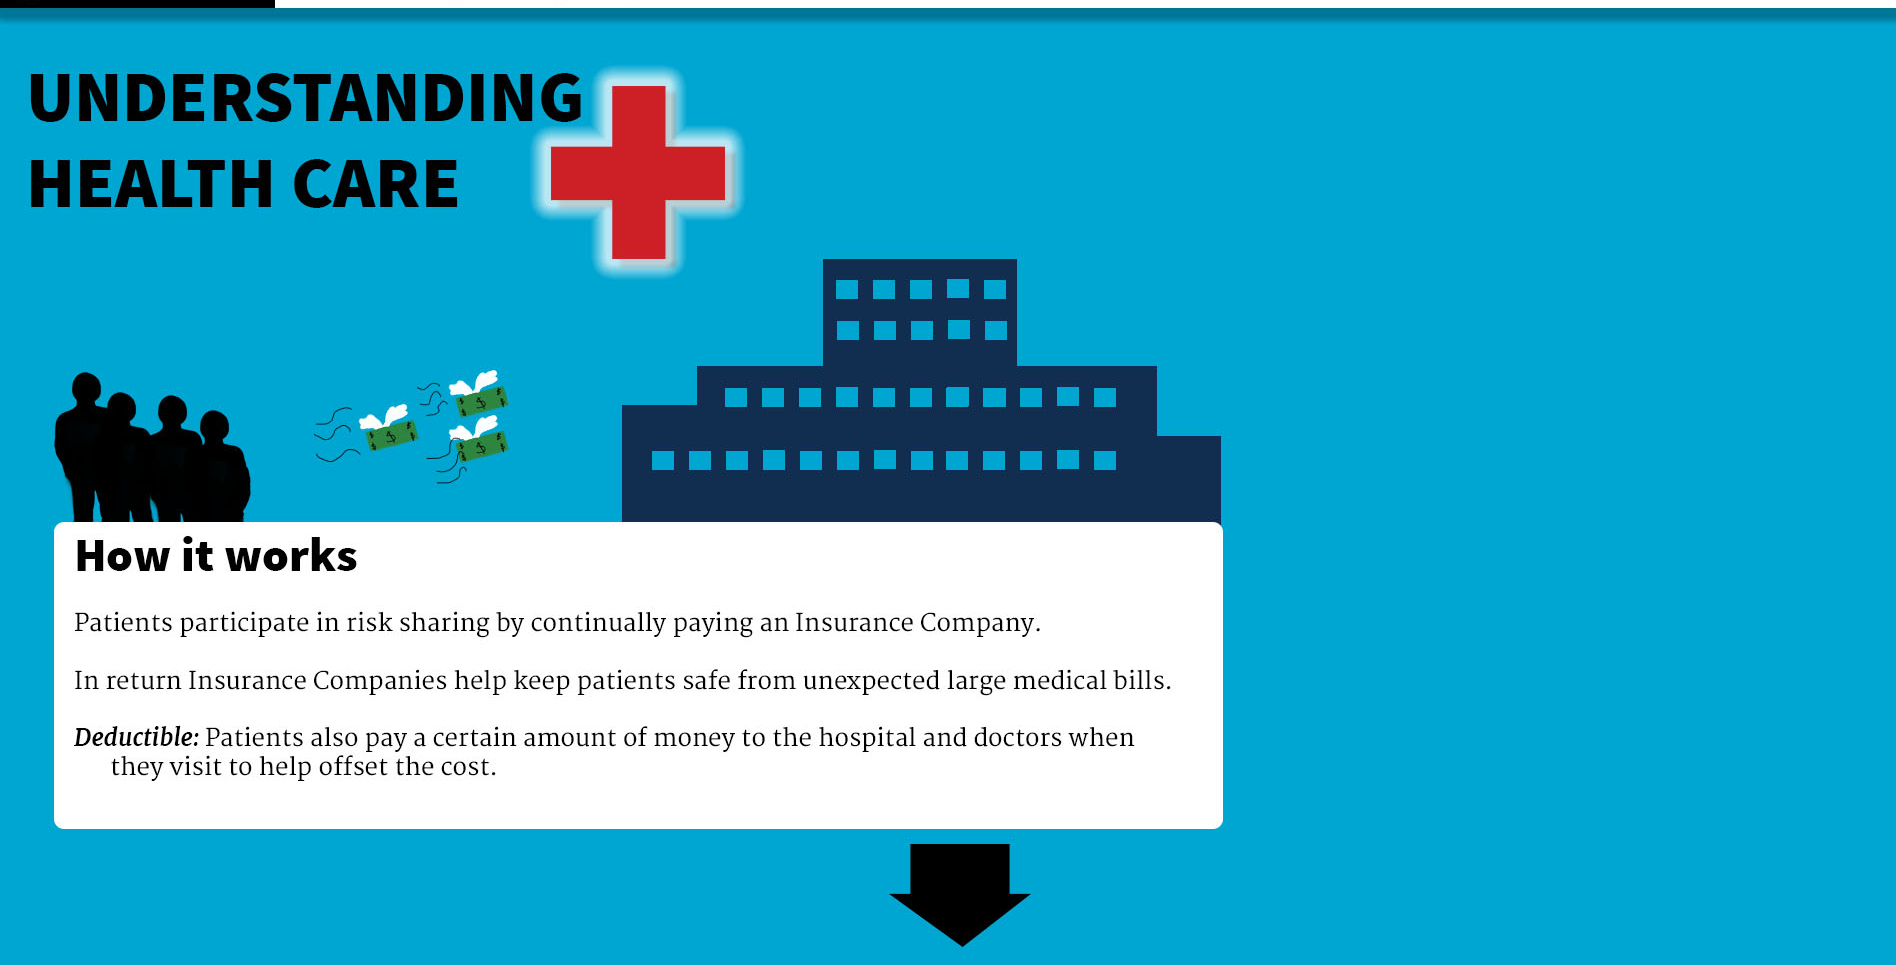 UNDERSTANDING
HEALTH CARE
How it works
Patients participate in risk sharing by continually paying an Insurance Company.
In return Insurance Companies help keep patients safe from unexpected large medical bills.
Deductible: Patients also pay a certain amount of money to the hospital and doctors when
they visit to help offset the cost.